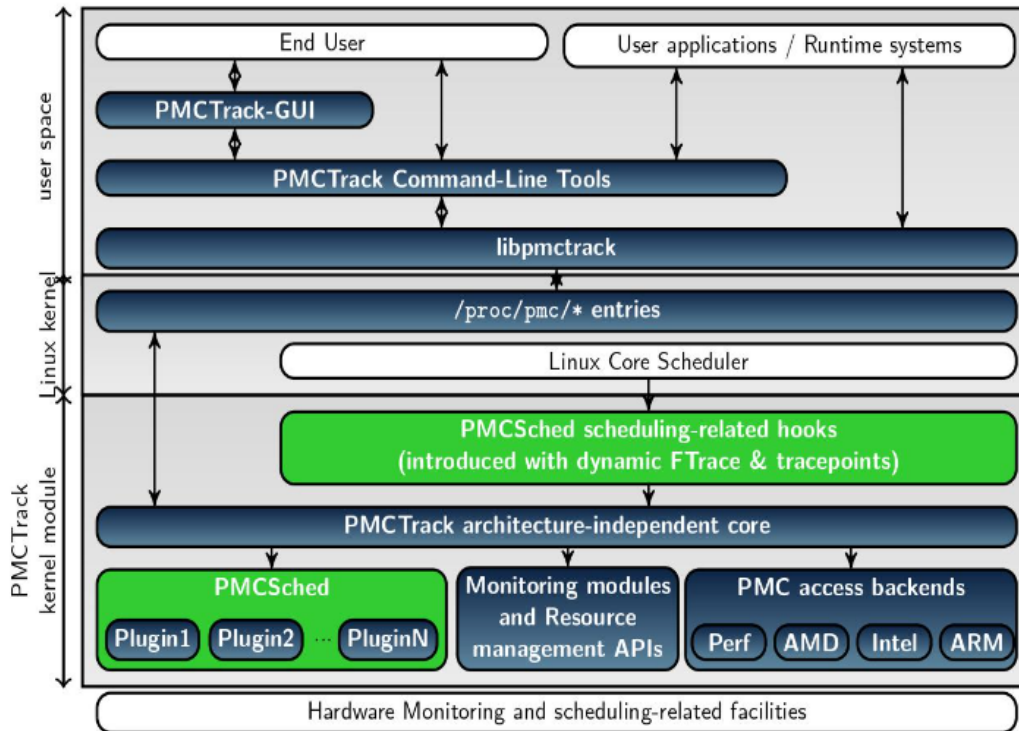 End User
User applications / Runtime systems
PMCTrack-GUI
PMCTrack Command-Line Tools
libpmctrack
user space
/proc/pmc/* entries
Linux Core Scheduler
Linux kernel
PMCSched scheduling-related hooks
(introduced with dynamic FTrace & tracepoints)
PMCTrack architecture-independent core
PMCSched
Plugin1 Plugin2 ... PluginN
Monitoring modules
and Resource
management APIs
PMC access backends
Perf AMD Intel ARM
PMCTrack
kernel module
Hardware Monitoring and scheduling-related facilities